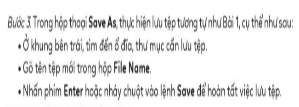 Bước 3 Trong hộp thoại Save As, thực hiện lưu tệp tương tự như Bài 1, cụ thể như sau:
• Ở khung bên trái, tìm đến ổ đĩa, thư mục cần lưu tệp.
• Gõ tên tệp mới trong hộp File Name.
• Nhấn phím Enter hoặc nháy chuột vào lệnh Save để hoàn tất việc lưu tệp.